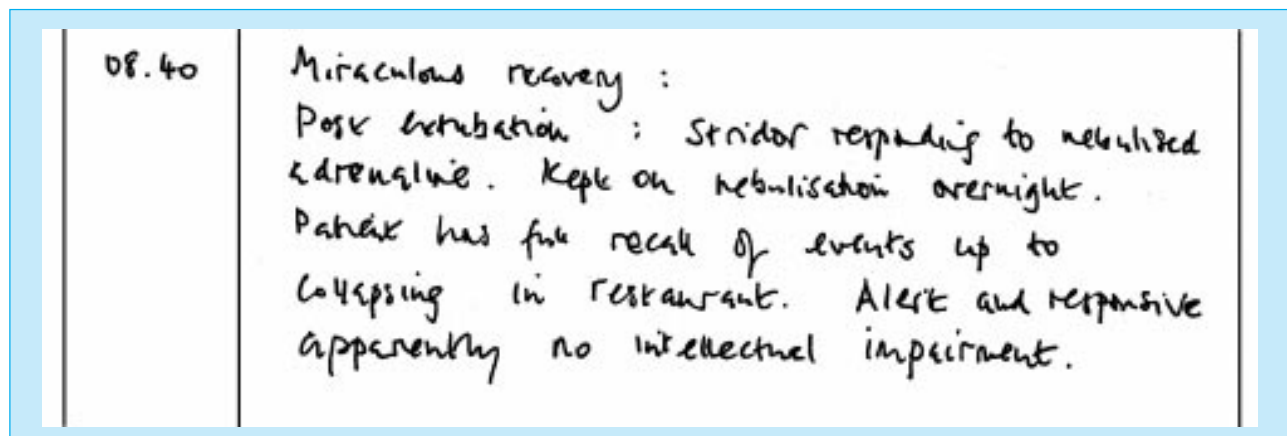 08.40 Miraculous recovery :
Post extubation : Stridor responding to nebulised
adrenaline. Kept on nebulisation overnight.
Patient has full recall of events up to
collapsing in restaurant. Alert and responsive
apparently no intellectual impairment.